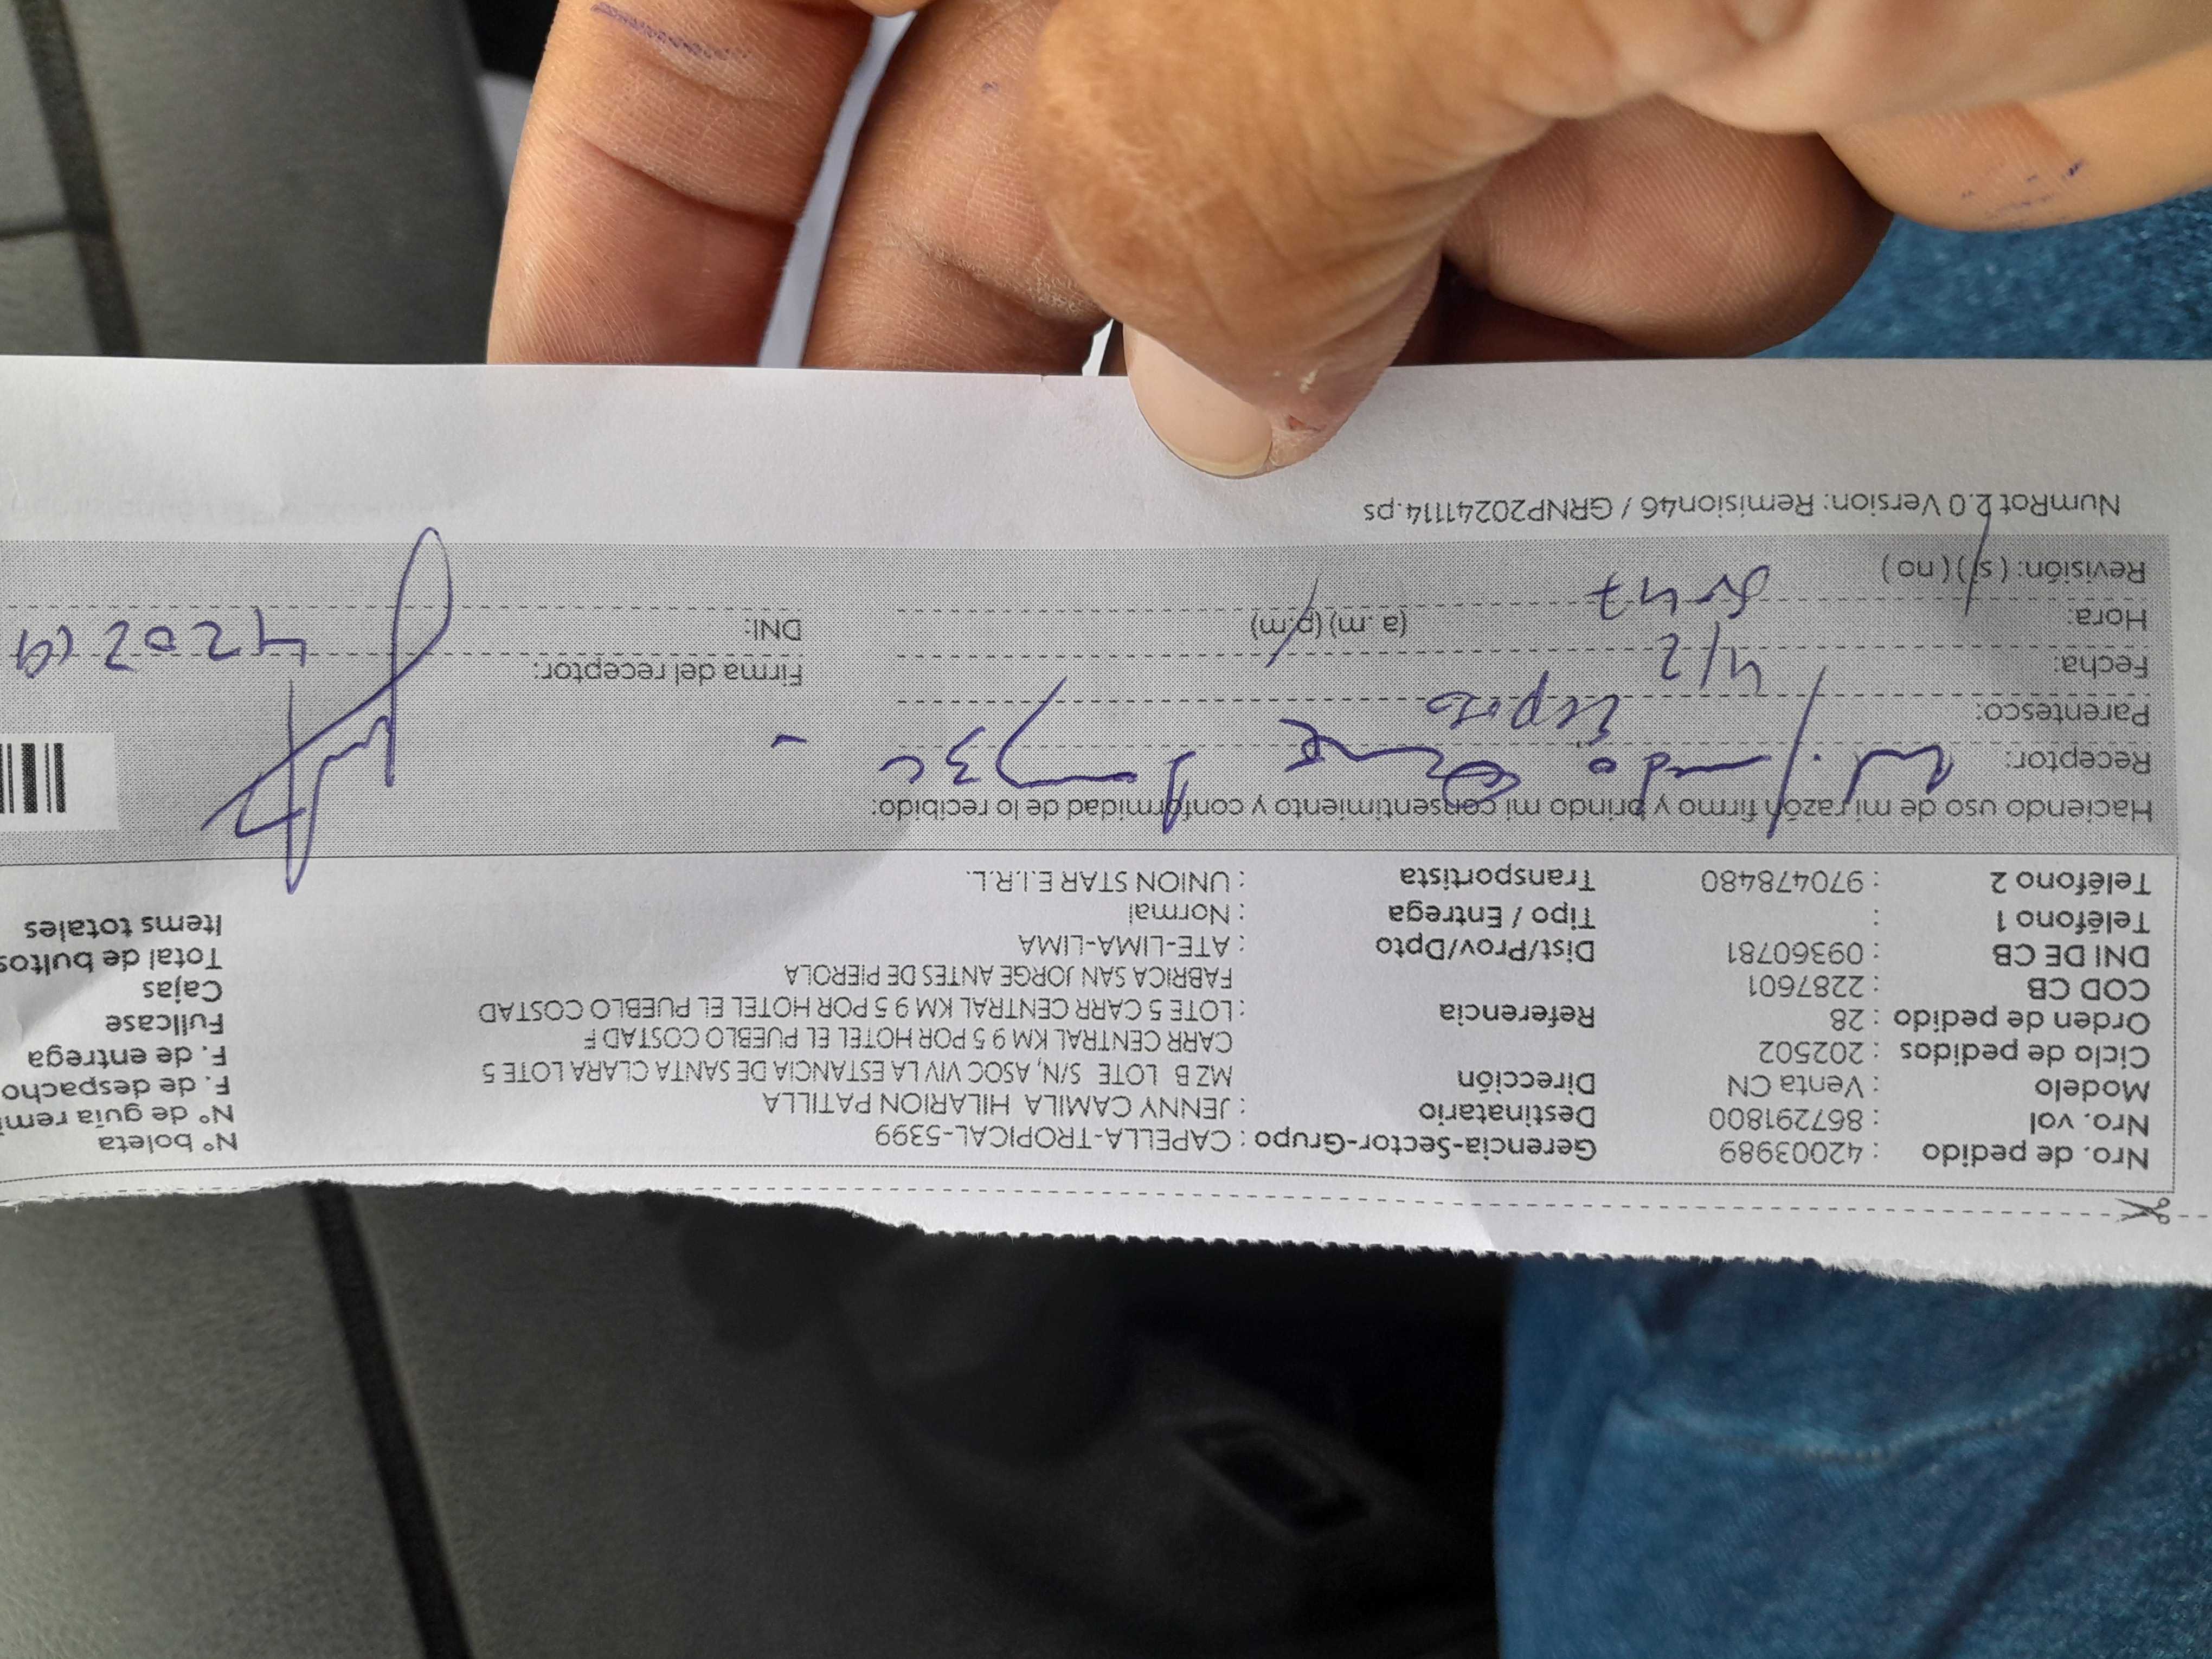 Nro. de pedido : 42003989 Gerencia-Sector-Grupo : CAPELLA-TROPICAL-5399 N° boleta
Nro. vol : 867291800 Destinatario : JENNY CAMILA HILARION PATILLA N° de guía remi
Modelo : Venta CN Dirección MZ B LOTE S/N, ASOC VIV LA ESTANCIA DE SANTA CLARA LOTE 5 F. de despacho
Ciclo de pedidos : 202502 CARR CENTRAL KM 9 5 POR HOTEL EL PUEBLO COSTAD F F. de entrega
Orden de pedido : 28 Referencia : LOTE 5 CARR CENTRAL KM 9 5 POR HOTEL EL PUEBLO COSTAD Fullcase
COD CB : 2287601 FABRICA SAN JORGE ANTES DE PIEROLA Cajas
DNI DE CB : 09360781 Dist/Prov/Dpto : ATE-LIMA-LIMA Total de bultos
Teléfono 1 : Tipo / Entrega : Normal Items totales
Teléfono 2 : 970478480 Transportista : UNION STAR E.I.R.L.
Haciendo uso de mi razón firmo y brindo mi consentimiento y conformidad de lo recibido:
Receptor:
Parentesco: Firma del receptor:
Fecha: 4/2
Hora: (a. m) (p.m) DNI: 420219
Revisión: ( si ) ( no )
NumRot 2.0 Version: Remision46 / GRNP20241114.ps